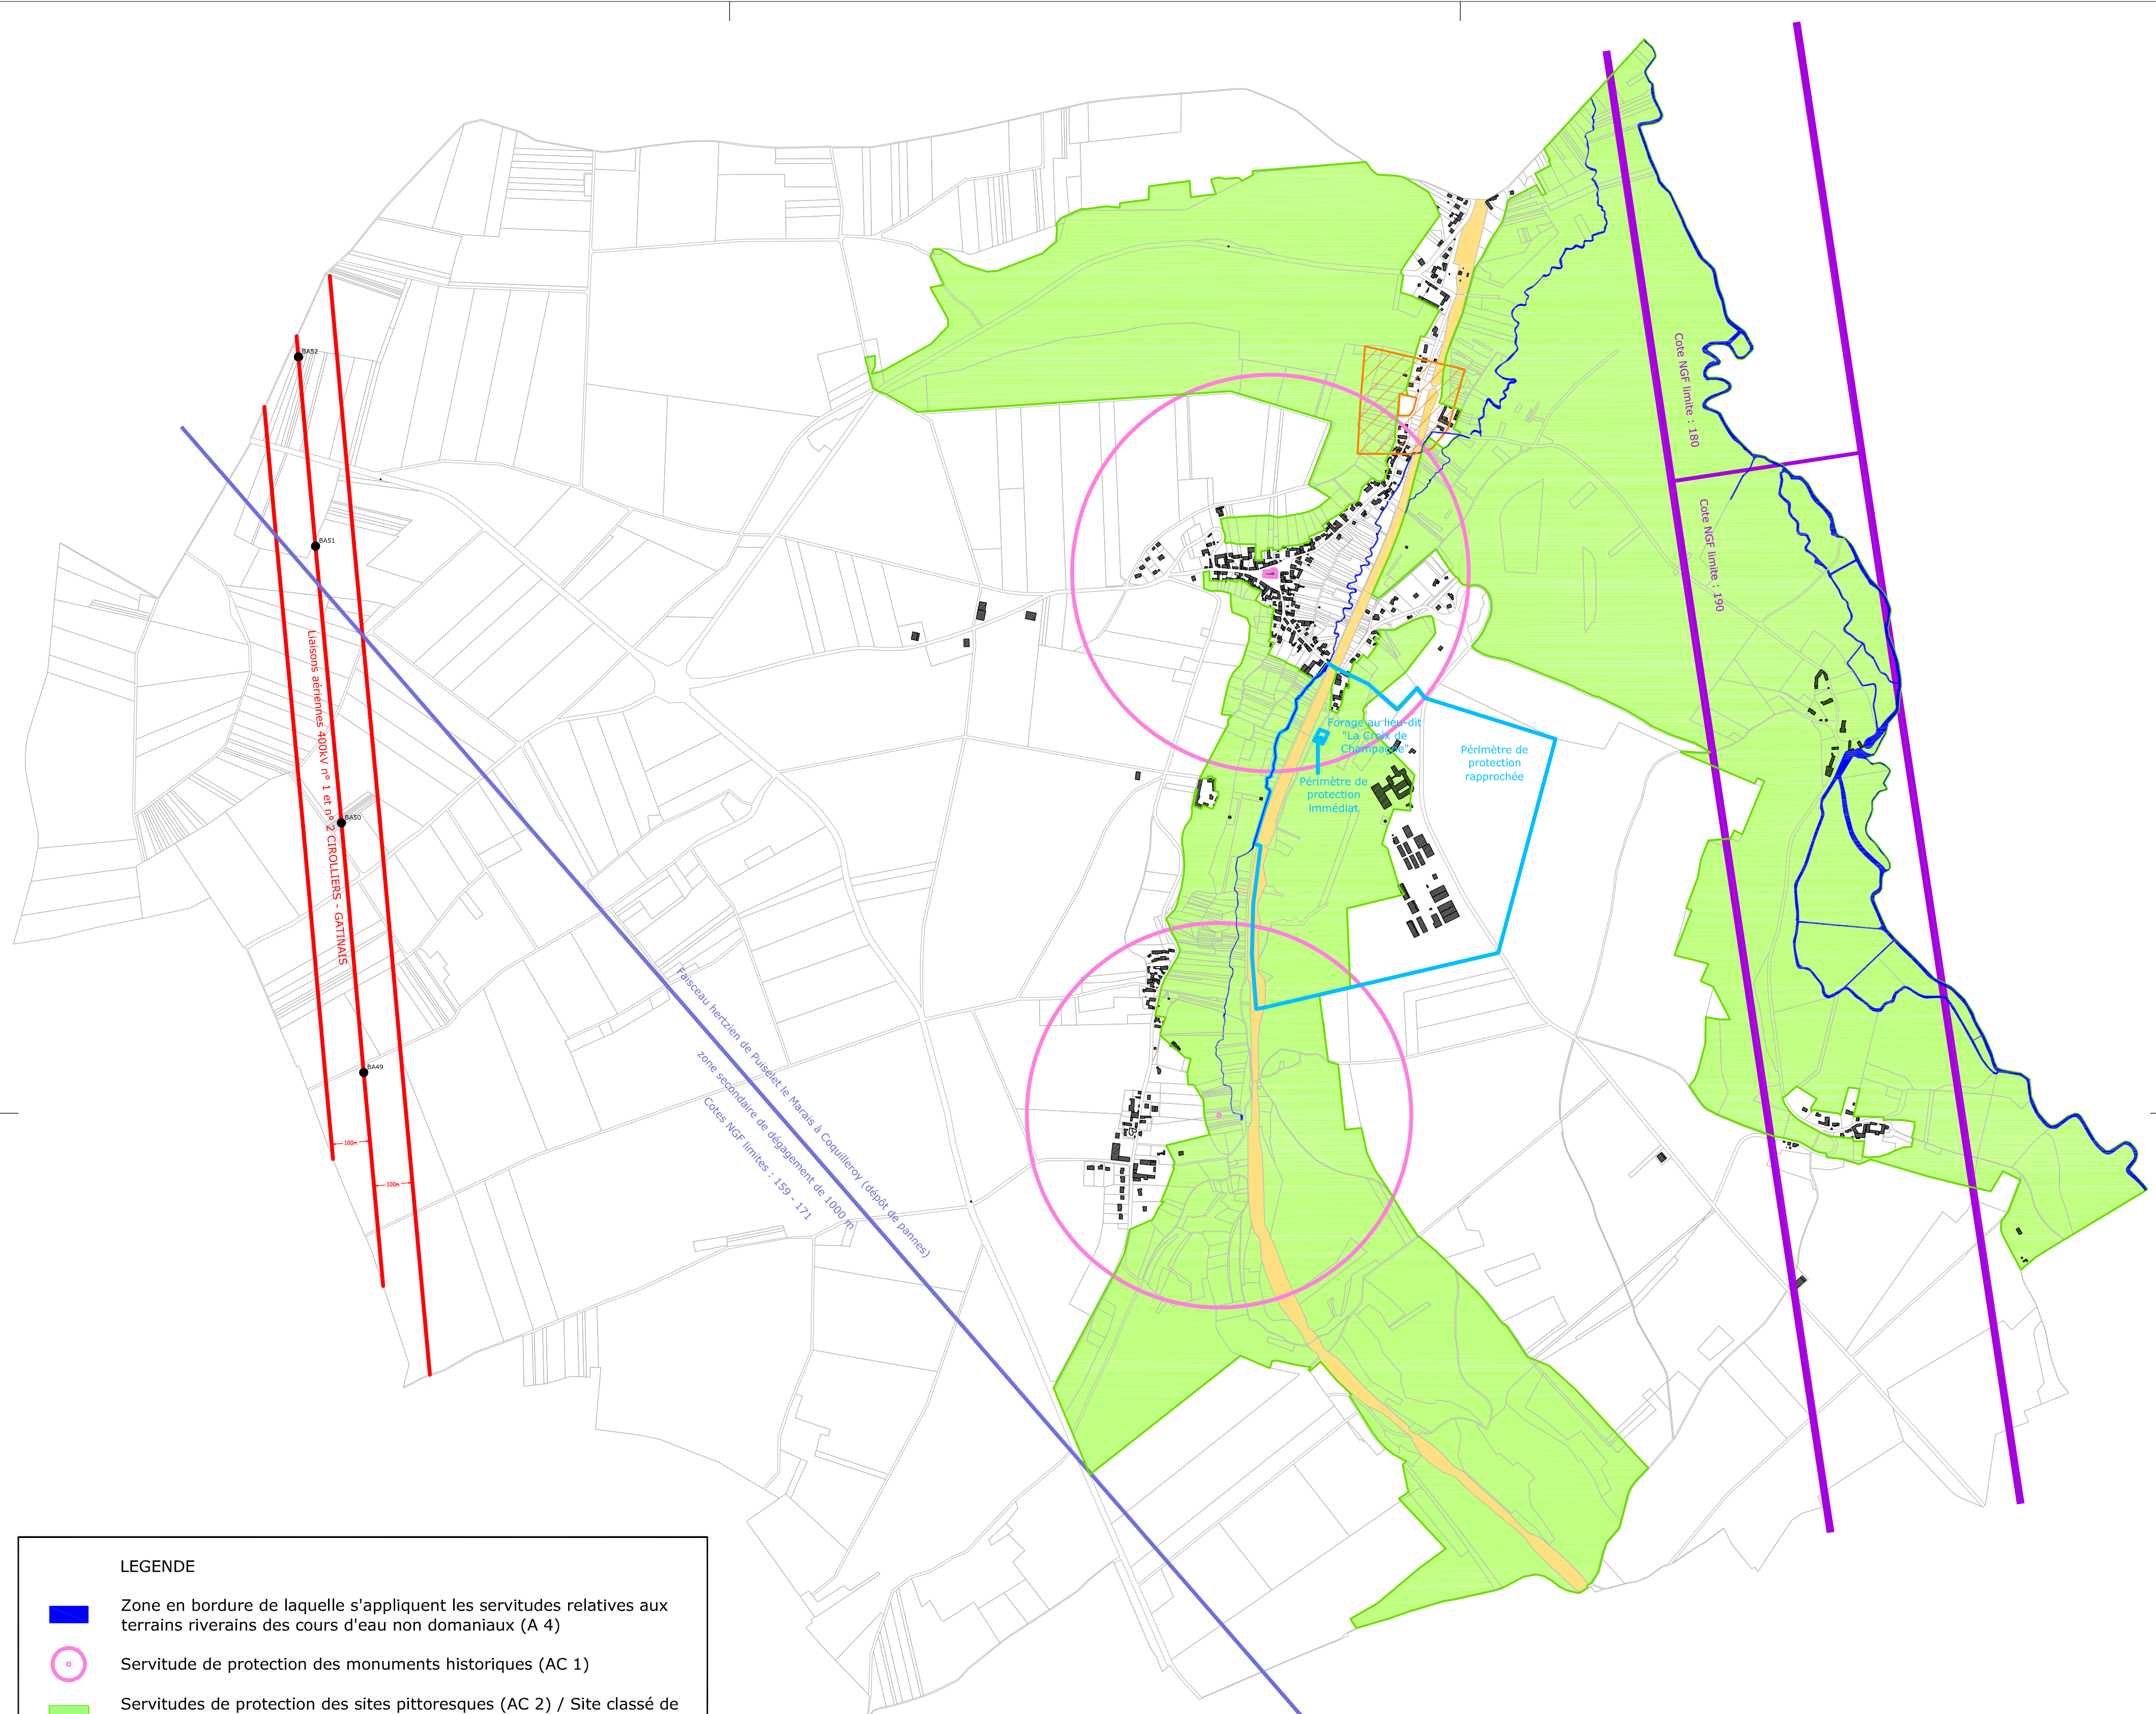 BA52
Cote NGF limite : 180
BA51
Cote NGF limite : 190
Liaisons aériennes 400kV n° 1 et n° 2 CIROLLIERS - GATINAIS
Forage au lieu-dit
"La Croix de
Champagne"
Périmètre de
protection
rapprochée
Périmètre de
protection
immédiat
BA50
Faisceau hertzien de Puiselet le Marais à Coquilleroy (dépôt de pannes)
zone secondaire de dégagement de 1000 m
Cotes NGF limites : 159 - 171
BA49
100m
100m
LEGENDE
Zone en bordure de laquelle s'appliquent les servitudes relatives aux
terrains riverains des cours d'eau non domaniaux (A 4)
Servitude de protection des monuments historiques (AC 1)
Servitudes de protection des sites pittoresques (AC 2) / Site classé de